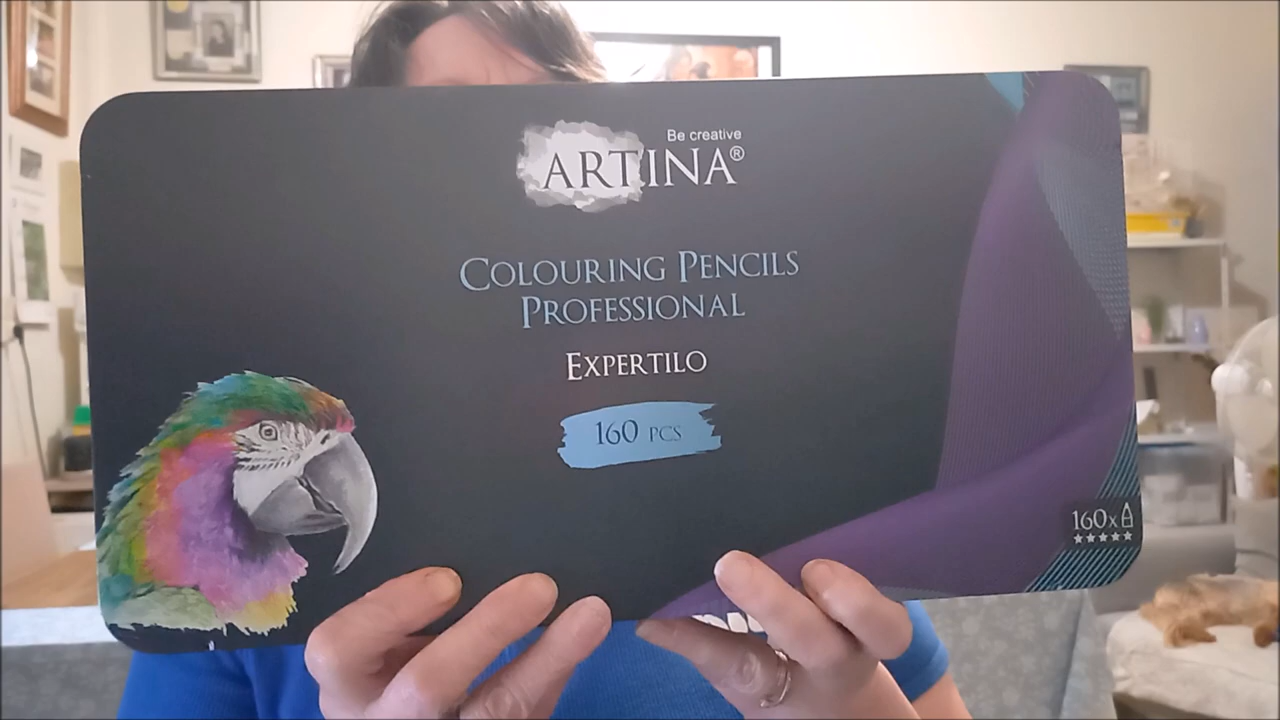 Be creative
ARTINA®
COLOURING PENCILS
PROFESSIONAL
EXPERTILO
160 PCS
160x